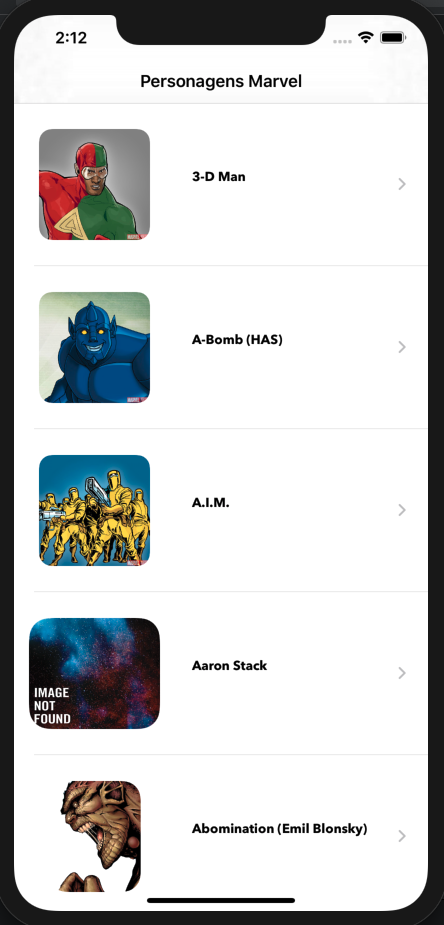 2:12
Personagens Marvel
3-D Man
A-Bomb (HAS)
A.I.M.
IMAGE
NOT
FOUND
Aaron Stack
Abomination (Emil Blonsky)